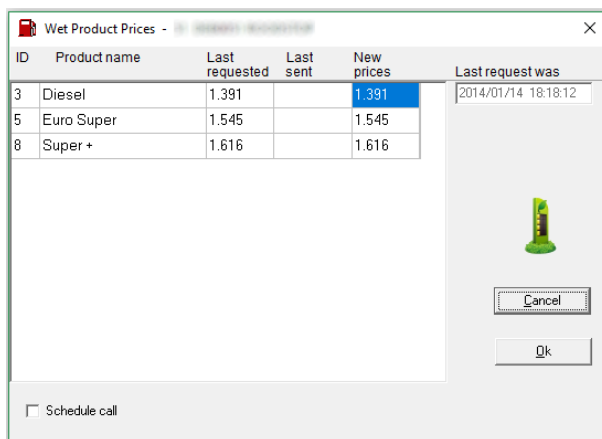 Wet Product Prices -
ID Product name Last requested Last sent New prices Last request was
3 Diesel 1.391 1.391 2014/01/14 18:18:12
5 Euro Super 1.545 1.545
8 Super + 1.616 1.616
Cancel
Ok
Schedule call